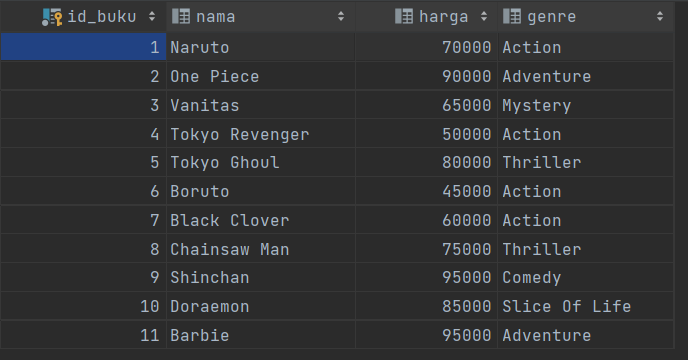 id_buku nama harga genre
1 Naruto 70000 Action
2 One Piece 90000 Adventure
3 Vanitas 65000 Mystery
4 Tokyo Revenger 50000 Action
5 Tokyo Ghoul 80000 Thriller
6 Boruto 45000 Action
7 Black Clover 60000 Action
8 Chainsaw Man 75000 Thriller
9 Shinchan 95000 Comedy
10 Doraemon 85000 Slice Of Life
11 Barbie 95000 Adventure